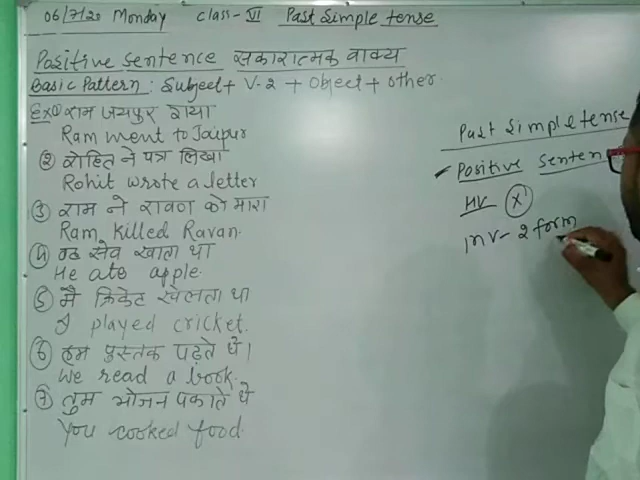 06/7/20 Monday class-VI Past Simple tense
Positive Sentence सकारात्मक वाक्य
Basic Pattern: Subject + V-2 + Object + other.
Ex① राम जयपुर गया
Ram went to Jaipur
② रोहित ने पत्र लिखा
Rohit wrote a letter
③ राम ने रावण को मारा
Ram killed Ravan.
④ वह सेव खाता था
He ate apple.
⑤ मैं क्रिकेट खेलता था
I played cricket.
⑥ हम पुस्तक पढ़ते थे।
We read a book.
⑦ तुम भोजन पकाते थे
You cooked food
Past Simple tense
Positive Senten
HV (X)
MV- 2 form